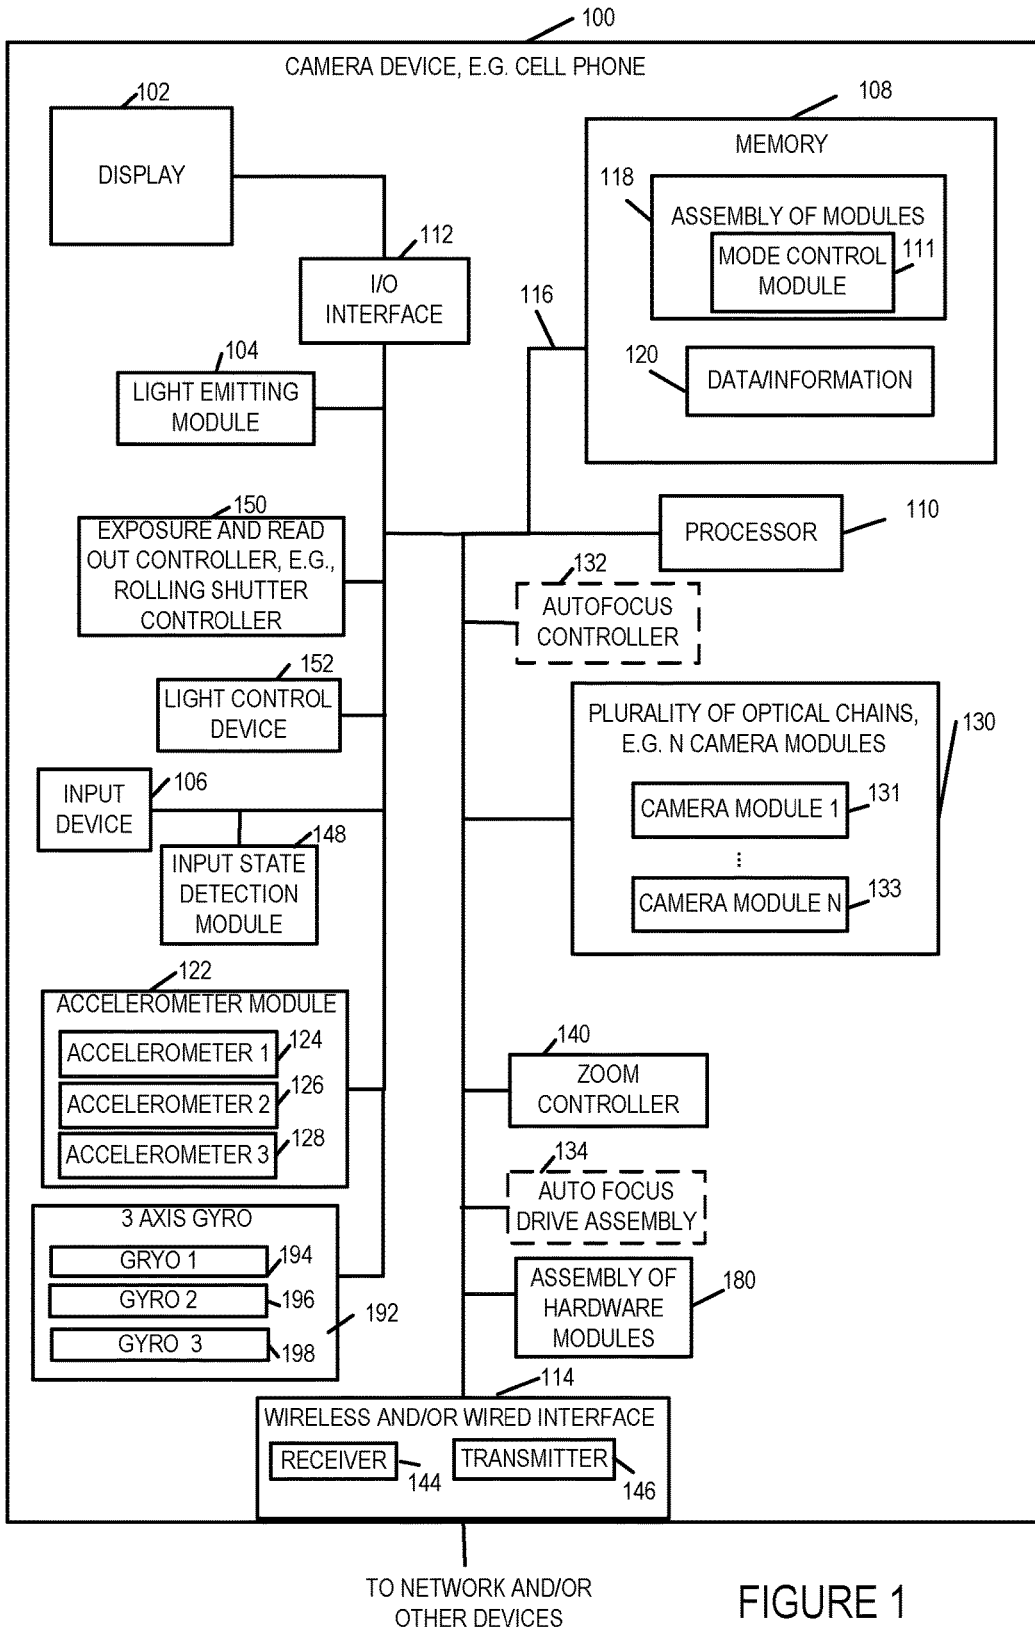 100
CAMERA DEVICE, E.G. CELL PHONE
102
DISPLAY
108
MEMORY
118
ASSEMBLY OF MODULES
MODE CONTROL
MODULE
111
120
DATA/INFORMATION
112
I/O
INTERFACE
116
104
LIGHT EMITTING
MODULE
150
EXPOSURE AND READ
OUT CONTROLLER, E.G.,
ROLLING SHUTTER
CONTROLLER
PROCESSOR
110
132
AUTOFOCUS
CONTROLLER
152
LIGHT CONTROL
DEVICE
PLURALITY OF OPTICAL CHAINS,
E.G. N CAMERA MODULES
130
CAMERA MODULE 1
131
...
CAMERA MODULE N
133
INPUT
DEVICE
106
148
INPUT STATE
DETECTION
MODULE
122
ACCELEROMETER MODULE
ACCELEROMETER 1
124
ACCELEROMETER 2
126
ACCELEROMETER 3
128
140
ZOOM
CONTROLLER
134
AUTO FOCUS
DRIVE ASSEMBLY
3 AXIS GYRO
GRYO 1
194
GYRO 2
196
192
GYRO 3
198
ASSEMBLY OF
HARDWARE
MODULES
180
114
WIRELESS AND/OR WIRED INTERFACE
RECEIVER
144
TRANSMITTER
146
TO NETWORK AND/OR
OTHER DEVICES
FIGURE 1